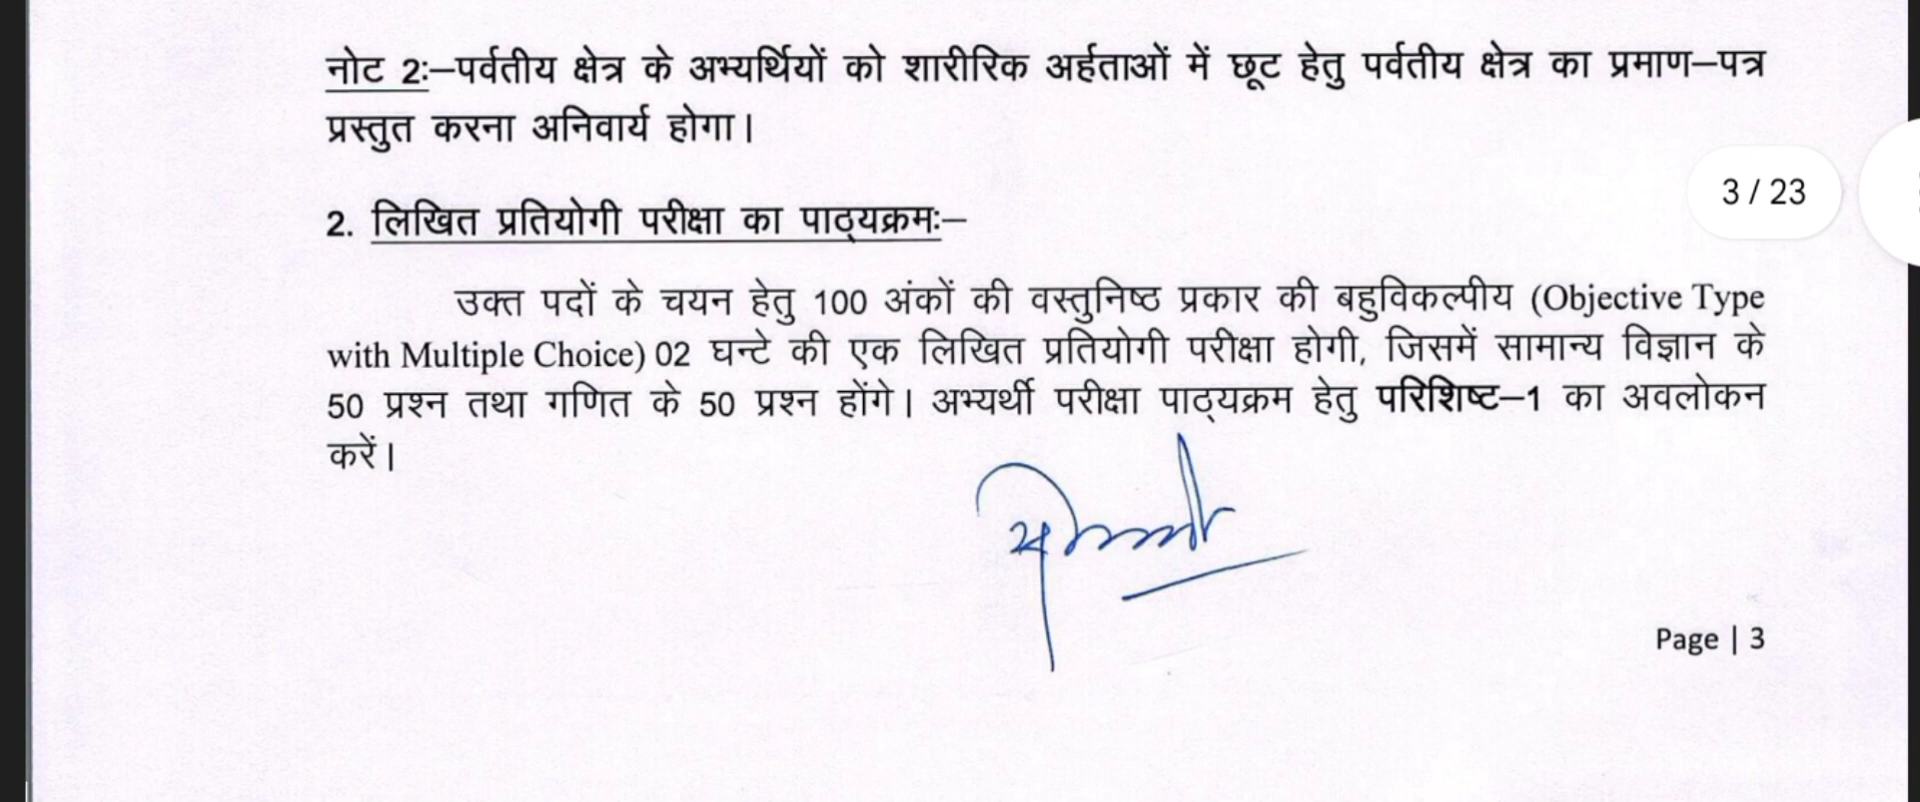 नोट 2:–पर्वतीय क्षेत्र के अभ्यर्थियों को शारीरिक अर्हताओं में छूट हेतु पर्वतीय क्षेत्र का प्रमाण–पत्र
प्रस्तुत करना अनिवार्य होगा।
3 / 23
2. लिखित प्रतियोगी परीक्षा का पाठ्यक्रमः–
उक्त पदों के चयन हेतु 100 अंकों की वस्तुनिष्ठ प्रकार की बहुविकल्पीय (Objective Type
with Multiple Choice) 02 घन्टे की एक लिखित प्रतियोगी परीक्षा होगी, जिसमें सामान्य विज्ञान के
50 प्रश्न तथा गणित के 50 प्रश्न होंगे। अभ्यर्थी परीक्षा पाठ्यक्रम हेतु परिशिष्ट–1 का अवलोकन
करें।
Page | 3